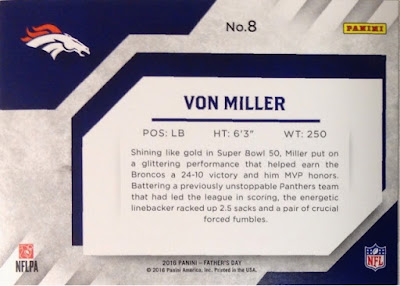 No.8
PANINI
VON MILLER
POS: LB HT: 6'3" WT: 250
Shining like gold in Super Bowl 50, Miller put on
a glittering performance that helped earn the
Broncos a 24-10 victory and him MVP honors.
Battering a previously unstoppable Panthers team
that had led the league in scoring, the energetic
linebacker racked up 2.5 sacks and a pair of crucial
forced fumbles.
NFLPA
2016 PANINI – FATHER'S DAY
© 2016 Panini America, Inc. Printed in the USA.
NFL